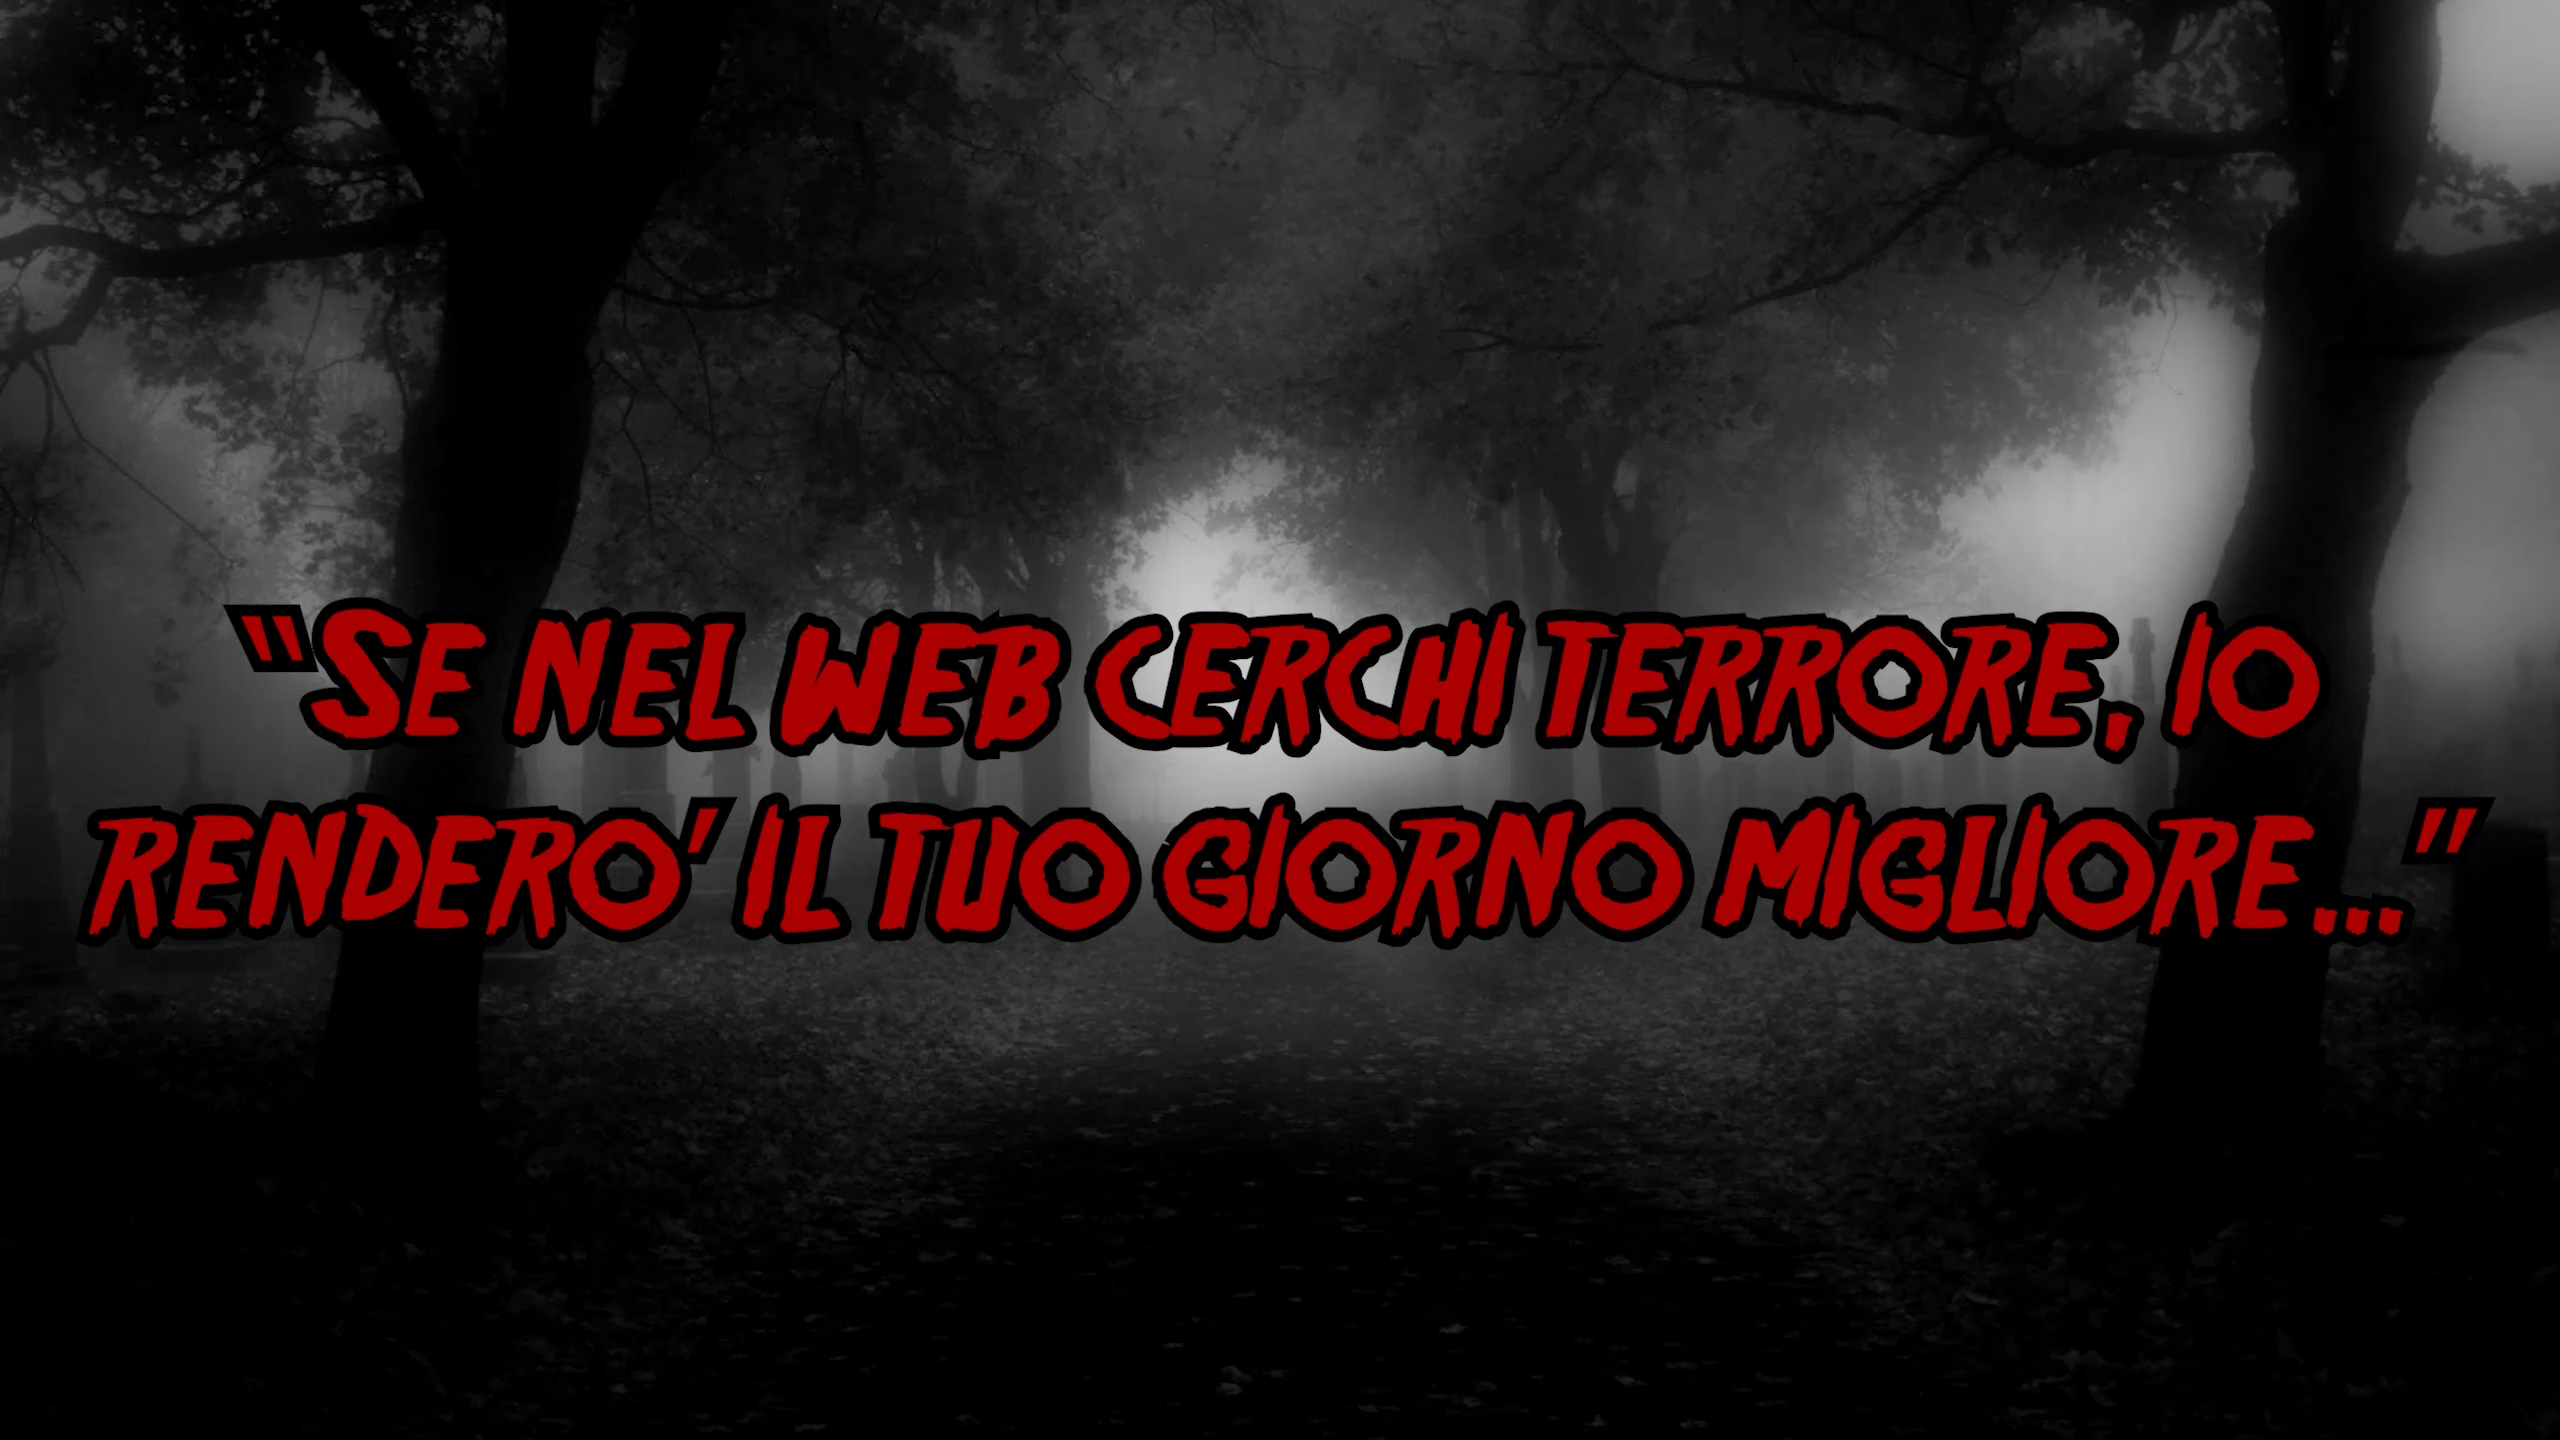 “SE NEL WEB CERCHI TERRORE, IO
RENDERO' IL TUO GIORNO MIGLIORE...”